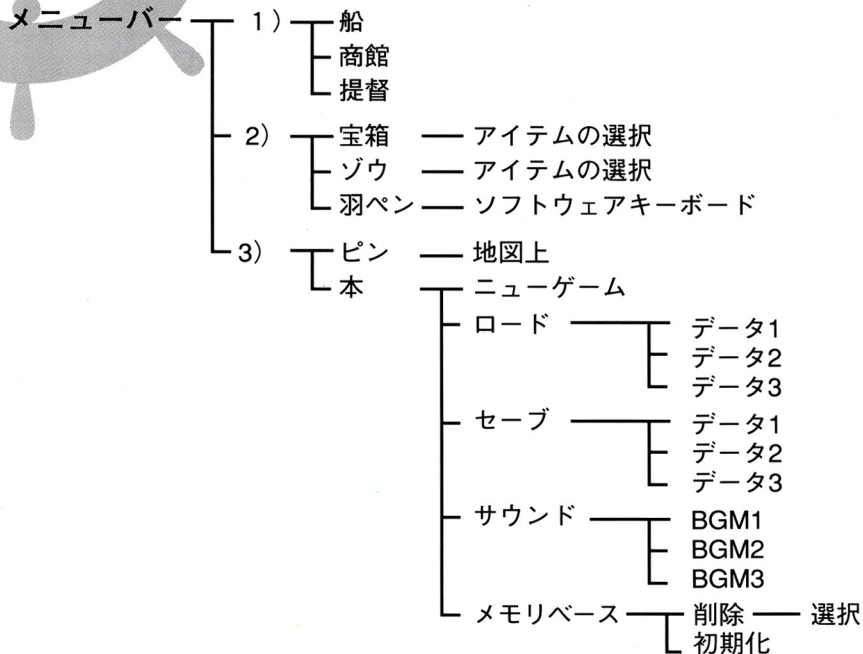 メニューバー 1） 船
商館
提督
2） 宝箱 アイテムの選択
ゾウ アイテムの選択
羽ペン ソフトウェアキーボード
3） ピン 地図上
本 ニューゲーム
ロード データ1
データ2
データ3
セーブ データ1
データ2
データ3
サウンド BGM1
BGM2
BGM3
メモリベース 削除 選択
初期化